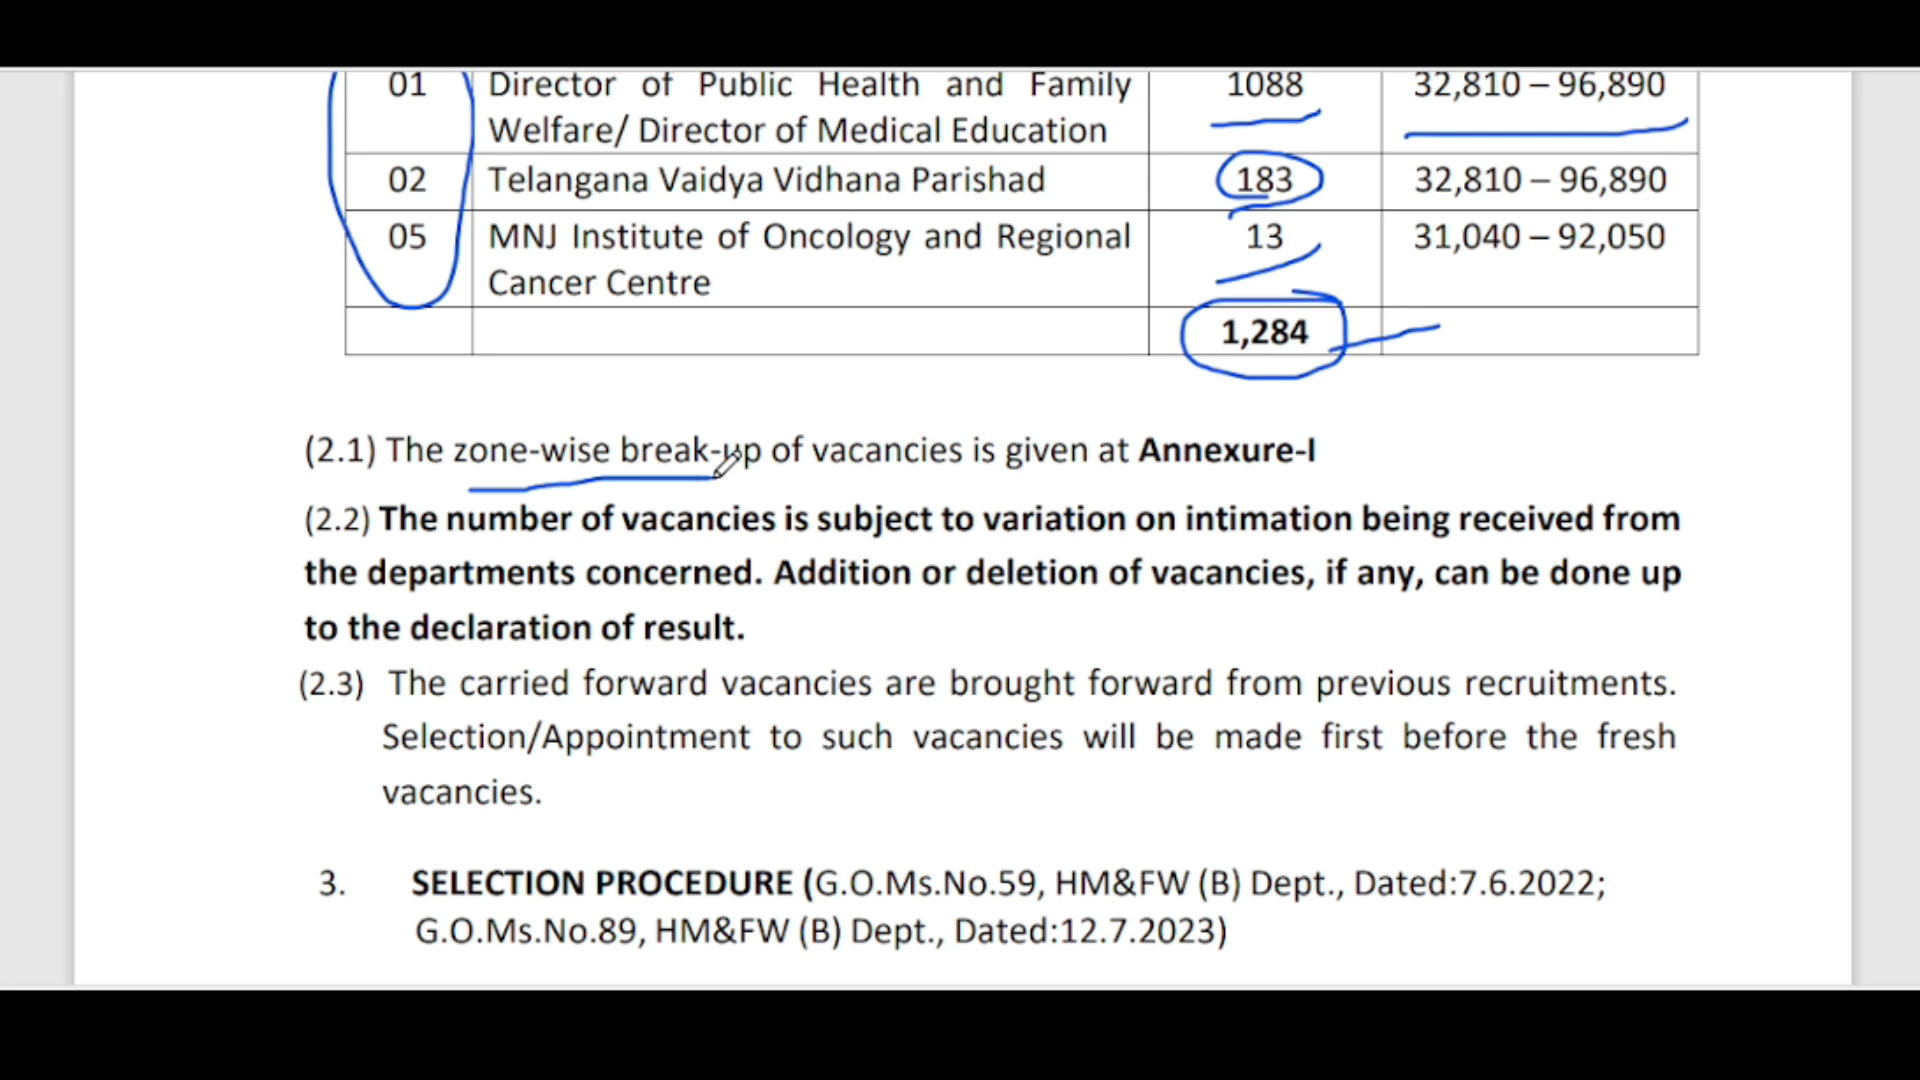 01 Director of Public Health and Family 1088 32,810 – 96,890
Welfare/ Director of Medical Education
02 Telangana Vaidya Vidhana Parishad 183 32,810 – 96,890
05 MNJ Institute of Oncology and Regional 13 31,040 – 92,050
Cancer Centre
1,284
(2.1) The zone-wise break-up of vacancies is given at Annexure-I
(2.2) The number of vacancies is subject to variation on intimation being received from
the departments concerned. Addition or deletion of vacancies, if any, can be done up
to the declaration of result.
(2.3) The carried forward vacancies are brought forward from previous recruitments.
Selection/Appointment to such vacancies will be made first before the fresh
vacancies.
3. SELECTION PROCEDURE (G.O.Ms.No.59, HM&FW (B) Dept., Dated:7.6.2022;
G.O.Ms.No.89, HM&FW (B) Dept., Dated:12.7.2023)